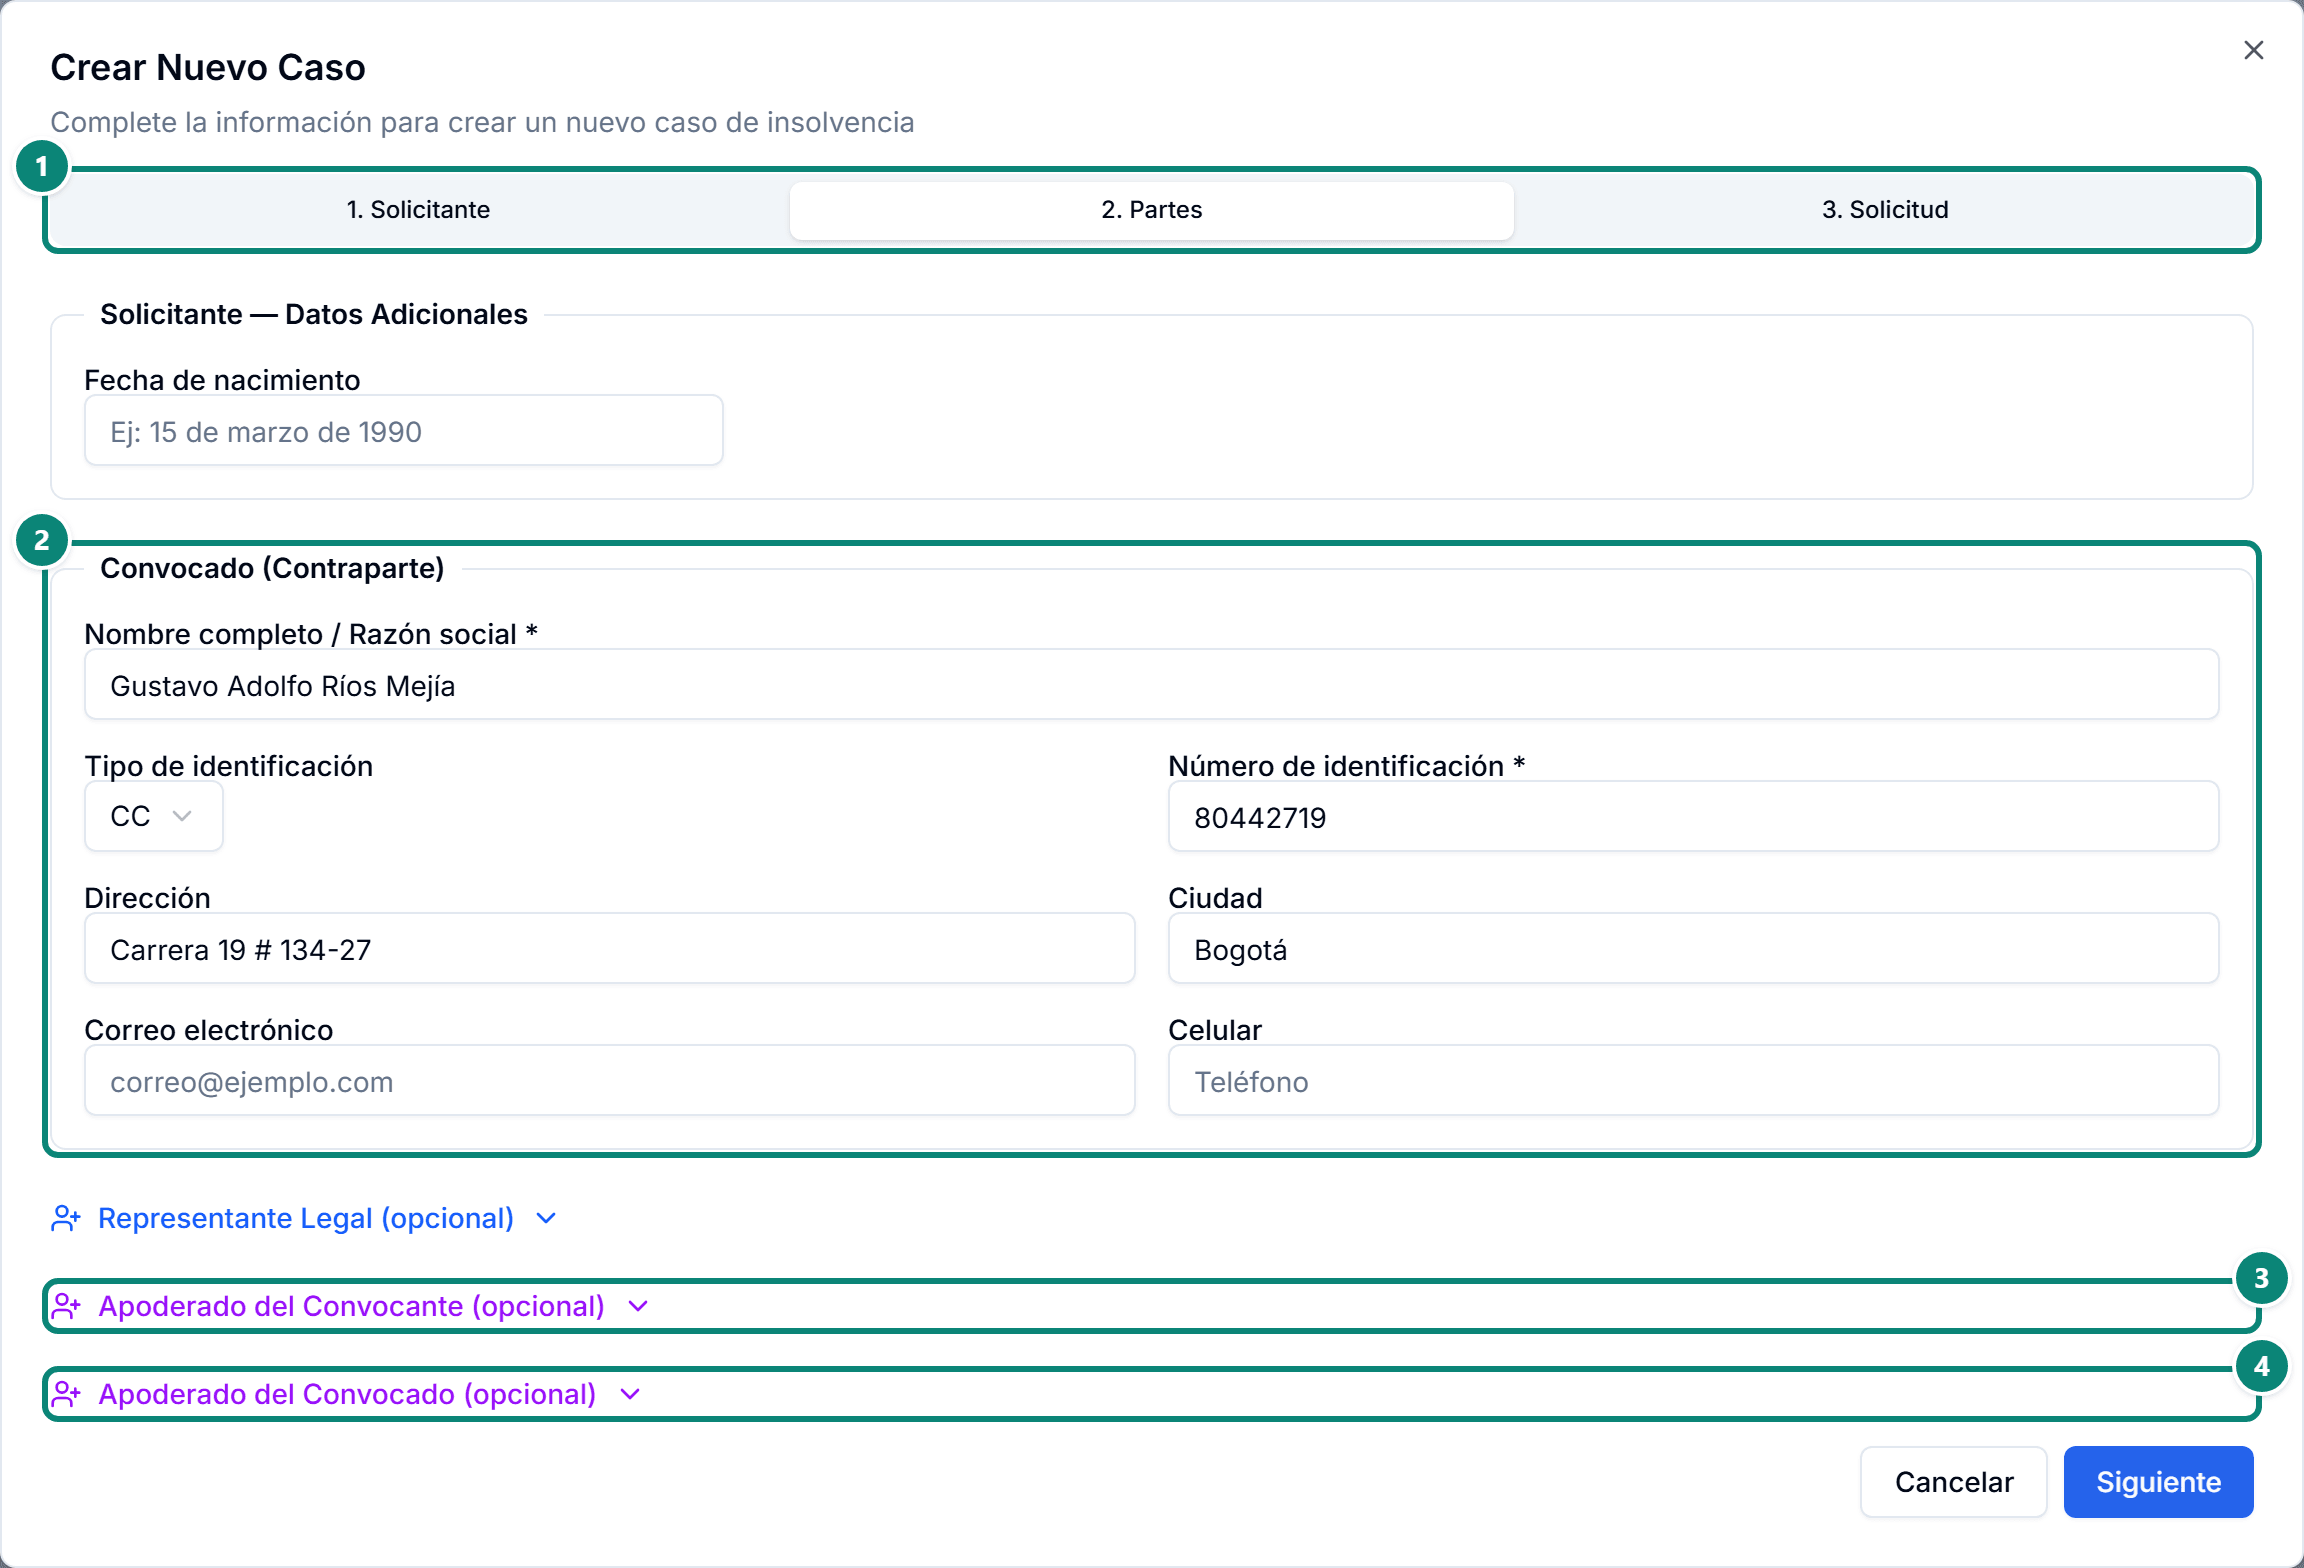 Crear Nuevo Caso
Complete la información para crear un nuevo caso de insolvencia
1
1. Solicitante
2. Partes
3. Solicitud
Solicitante — Datos Adicionales
Fecha de nacimiento
Ej: 15 de marzo de 1990
2
Convocado (Contraparte)
Nombre completo / Razón social *
Gustavo Adolfo Ríos Mejía
Tipo de identificación
CC
Número de identificación *
80442719
Dirección
Carrera 19 # 134-27
Ciudad
Bogotá
Correo electrónico
correo@ejemplo.com
Celular
Teléfono
Representante Legal (opcional)
3
Apoderado del Convocante (opcional)
4
Apoderado del Convocado (opcional)
Cancelar
Siguiente